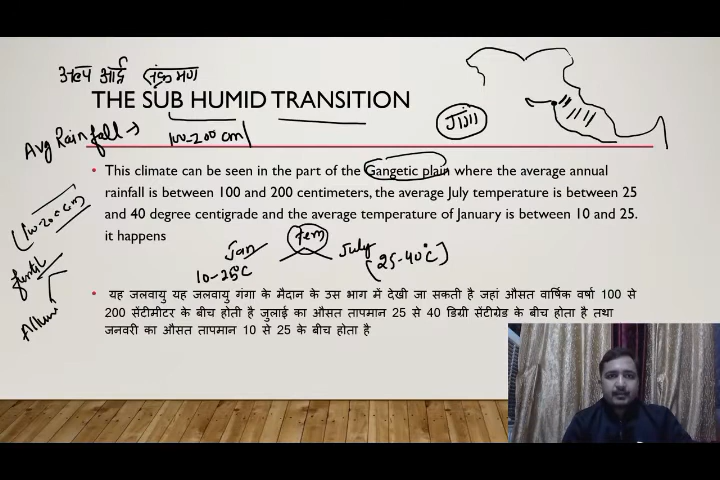 अल्प आर्द्र संक्रमण
THE SUB HUMID TRANSITION
Avg Rainfall → 100-200 cm
• This climate can be seen in the part of the Gangetic plain where the average annual
rainfall is between 100 and 200 centimeters, the average July temperature is between 25
and 40 degree centigrade and the average temperature of January is between 10 and 25.
it happens
(100-200 cm)
Tem
Jan
July
10-25°C
(25-40°C)
• यह जलवायु यह जलवायु गंगा के मैदान के उस भाग में देखी जा सकती है जहां औसत वार्षिक वर्षा 100 से
200 सेंटीमीटर के बीच होती है जुलाई का औसत तापमान 25 से 40 डिग्री सेंटीग्रेड के बीच होता है तथा
जनवरी का औसत तापमान 10 से 25 के बीच होता है